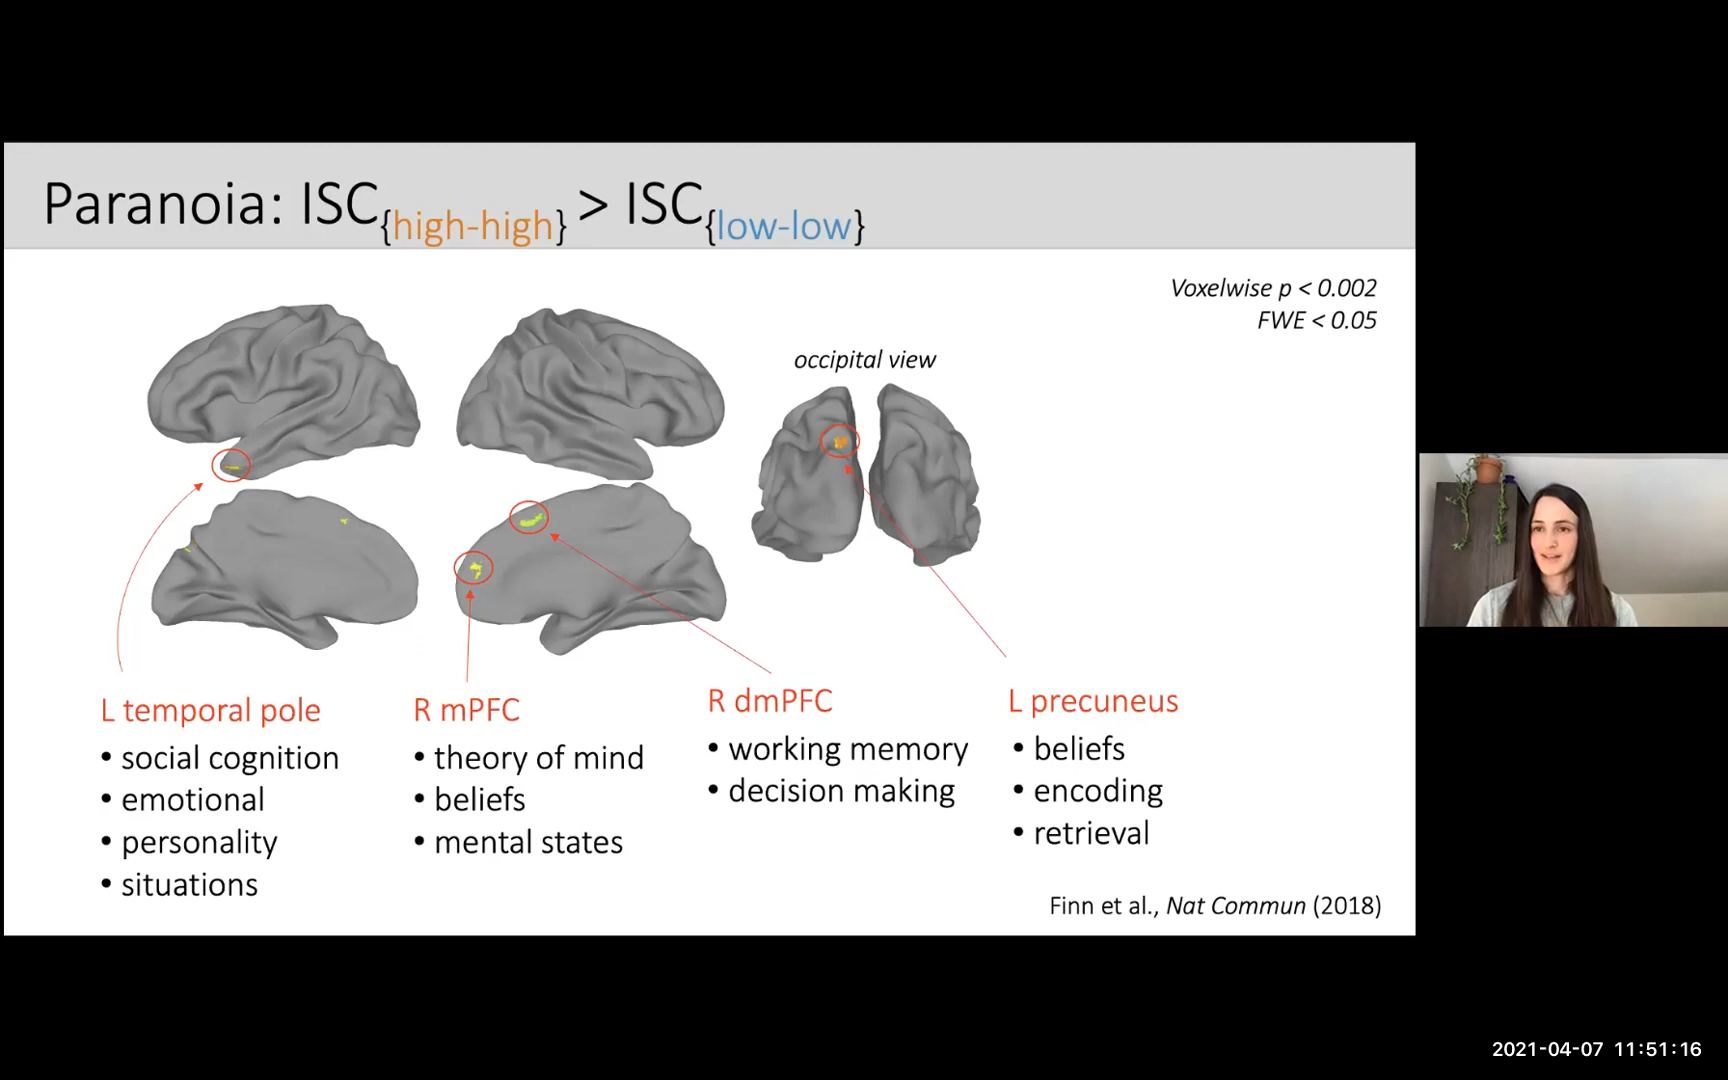 Paranoia: ISC{high-high} > ISC{low-low}
Voxelwise p < 0.002
FWE < 0.05
occipital view
L temporal pole
• social cognition
• emotional
• personality
• situations
R mPFC
• theory of mind
• beliefs
• mental states
R dmPFC
• working memory
• decision making
L precuneus
• beliefs
• encoding
• retrieval
Finn et al., Nat Commun (2018)
2021-04-07 11:51:16